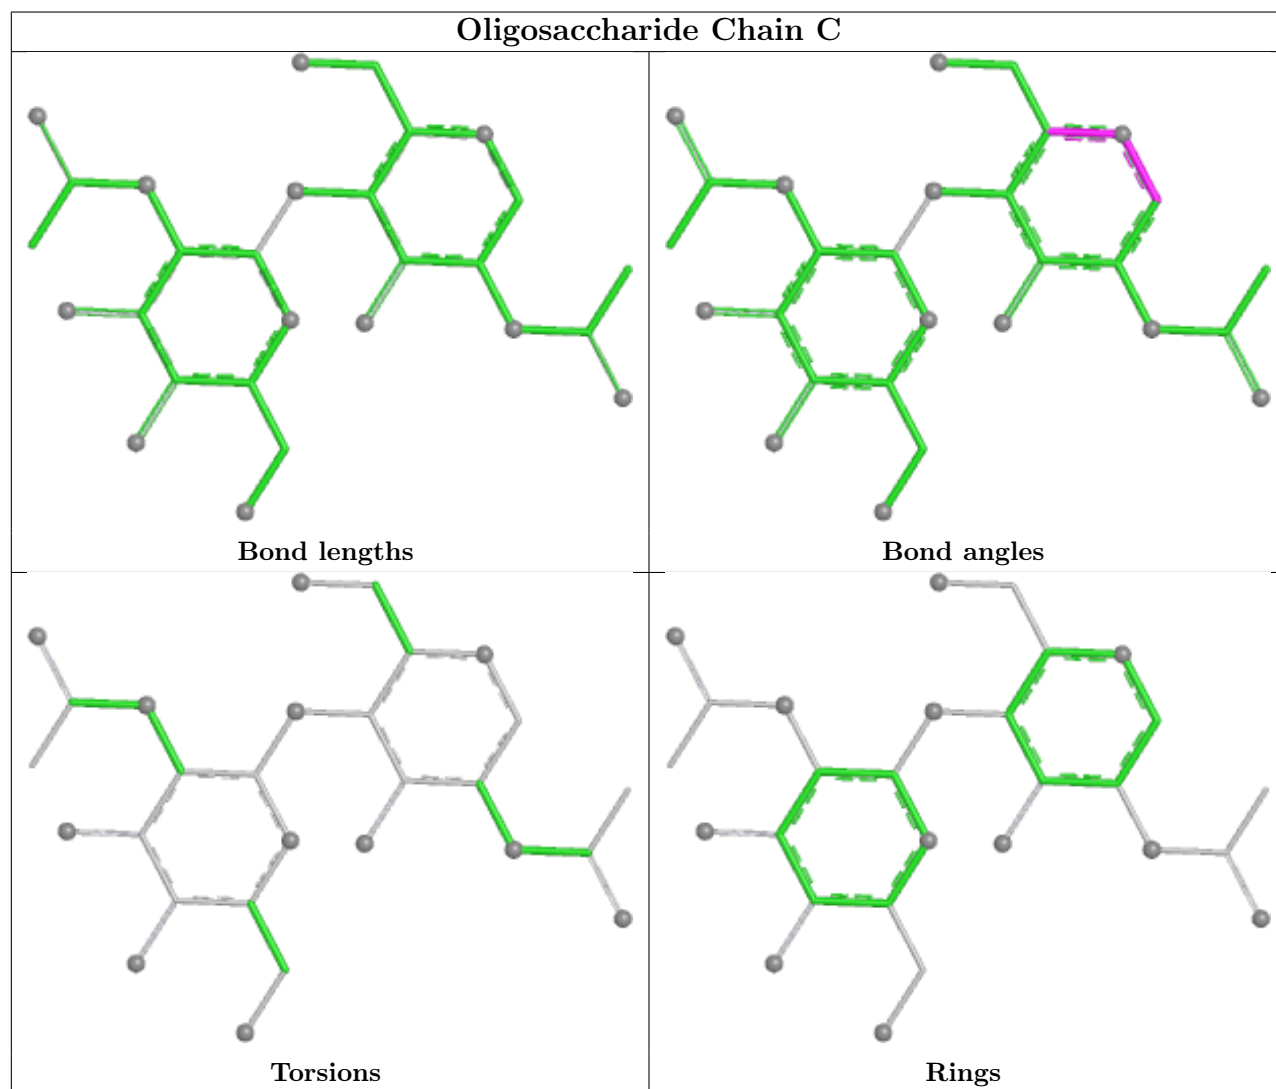 Oligosaccharide Chain C
Bond lengths
Bond angles
Torsions
Rings